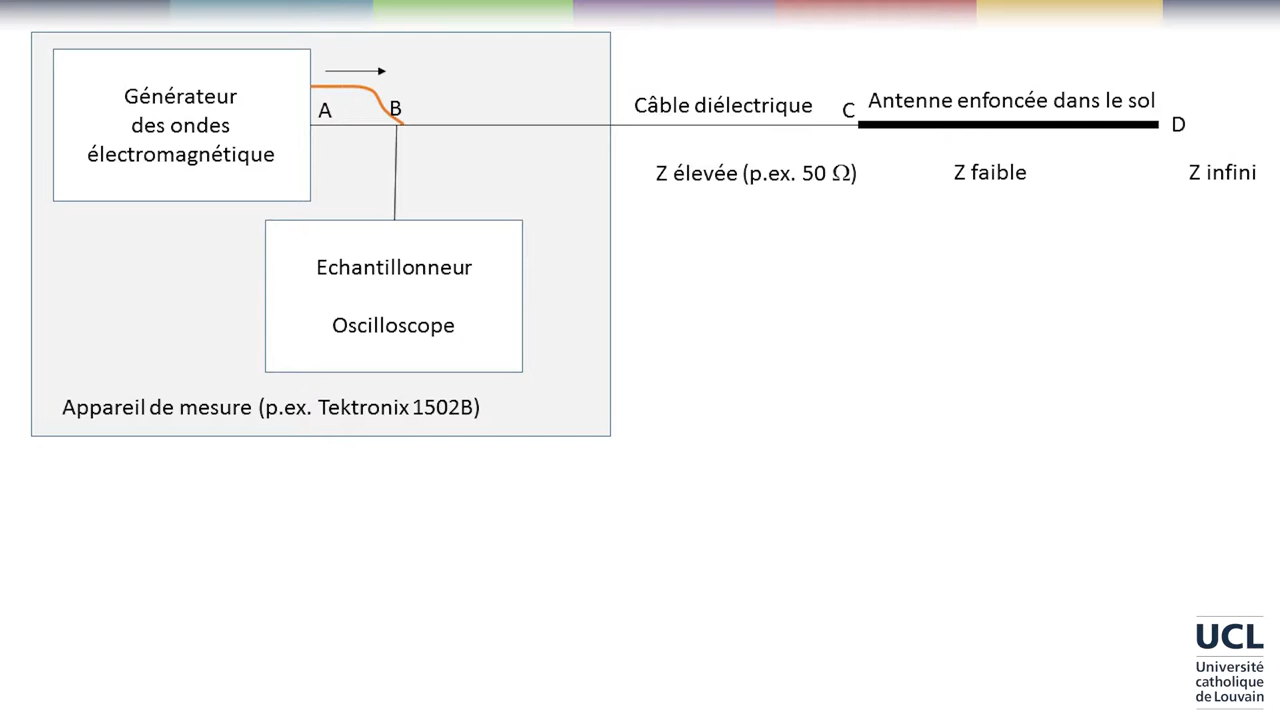 Générateur
des ondes
électromagnétique
A
B
Câble diélectrique
C
Antenne enfoncée dans le sol
D
Z élevée (p.ex. 50 Ω)
Z faible
Z infini
Echantillonneur
Oscilloscope
Appareil de mesure (p.ex. Tektronix 1502B)
UCL
Université
catholique
de Louvain